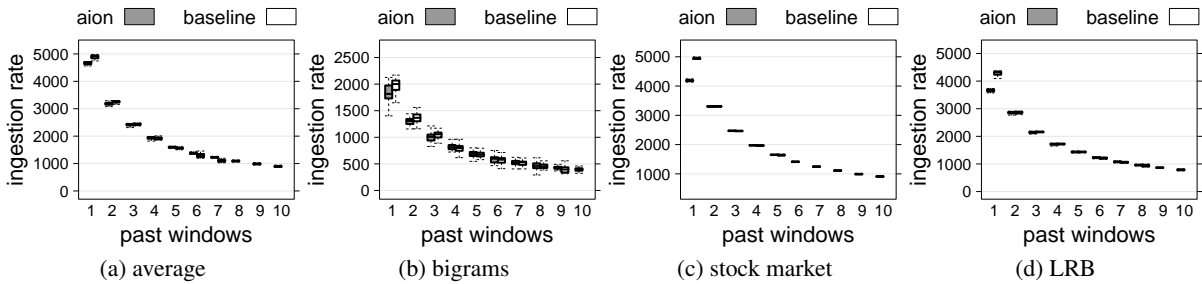 aion baseline
ingestion rate
5000
4000
3000
2000
1000
0
1 2 3 4 5 6 7 8 9 10
past windows
(a) average
aion baseline
ingestion rate
2500
2000
1500
1000
500
0
1 2 3 4 5 6 7 8 9 10
past windows
(b) bigrams
aion baseline
ingestion rate
5000
4000
3000
2000
1000
1 2 3 4 5 6 7 8 9 10
past windows
(c) stock market
aion baseline
ingestion rate
5000
4000
3000
2000
1000
0
1 2 3 4 5 6 7 8 9 10
past windows
(d) LRB